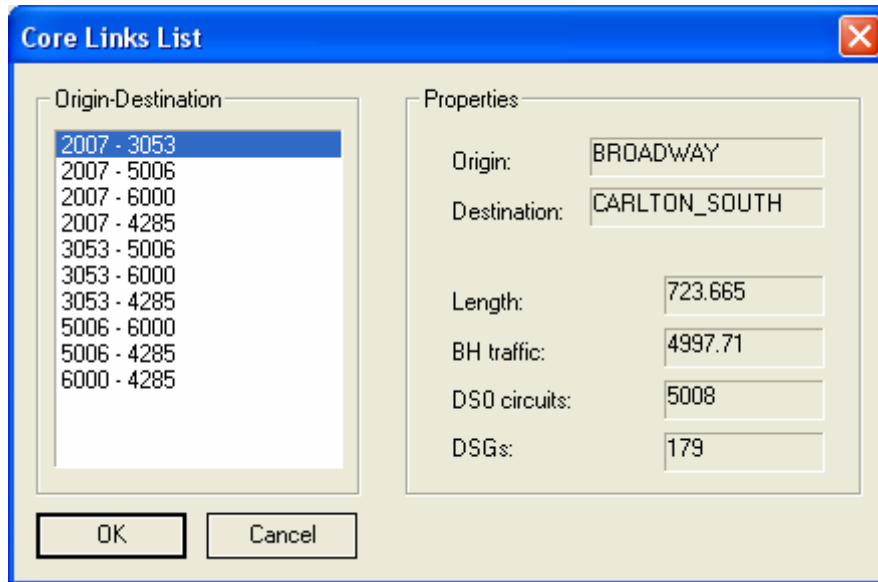 Core Links List
Origin-Destination
2007 - 3053
2007 - 5006
2007 - 6000
2007 - 4285
3053 - 5006
3053 - 6000
3053 - 4285
5006 - 6000
5006 - 4285
6000 - 4285
Properties
Origin: BROADWAY
Destination: CARLTON_SOUTH
Length: 723.665
BH traffic: 4997.71
DS0 circuits: 5008
DSGs: 179
OK Cancel